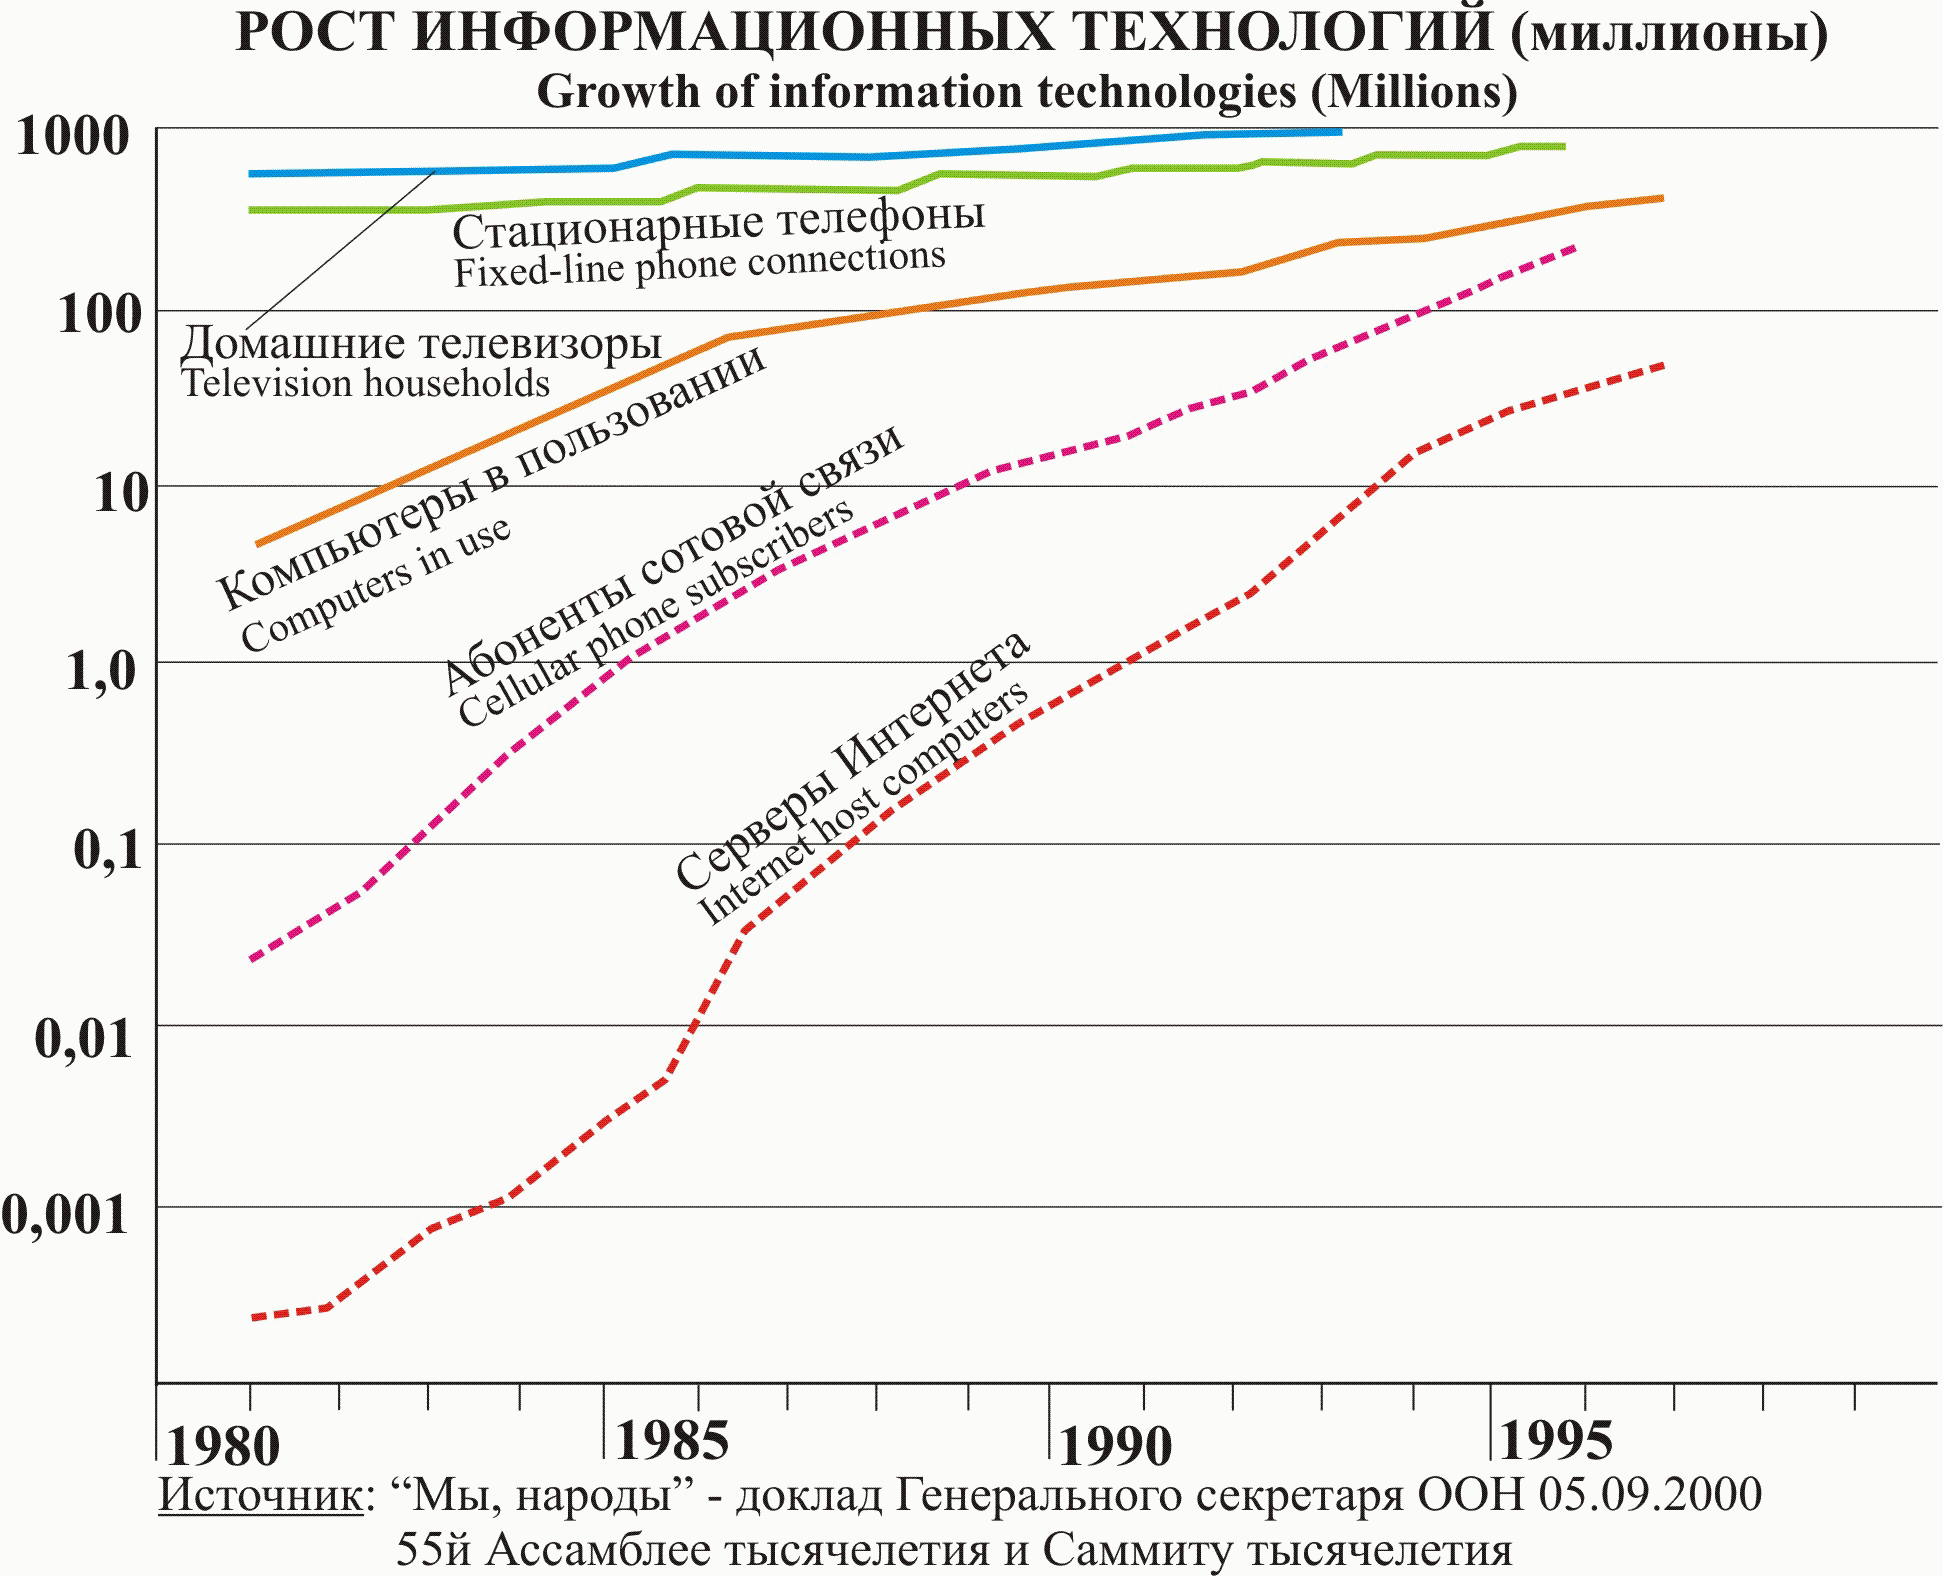 РОСТ ИНФОРМАЦИОННЫХ ТЕХНОЛОГИЙ (миллионы)
Growth of information technologies (Millions)
1000
100
10
1,0
0,1
0,01
0,001
Стационарные телефоны
Fixed-line phone connections
Домашние телевизоры
Television households
Компьютеры в пользовании
Computers in use
Абоненты сотовой связи
Cellular phone subscribers
Серверы Интернета
Internet host computers
1980 1985 1990 1995
Источник: “Мы, народы” - доклад Генерального секретаря ООН 05.09.2000
55й Ассамблее тысячелетия и Саммиту тысячелетия